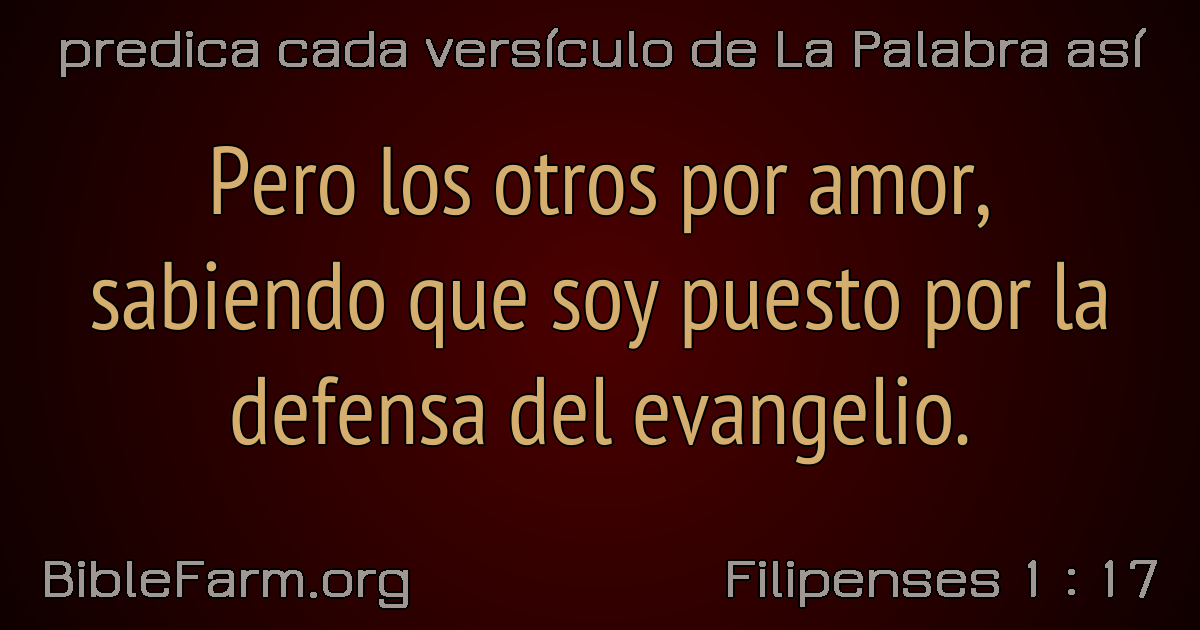 predica cada versículo de La Palabra así
Pero los otros por amor,
sabiendo que soy puesto por la
defensa del evangelio.
BibleFarm.org
Filipenses 1 : 17